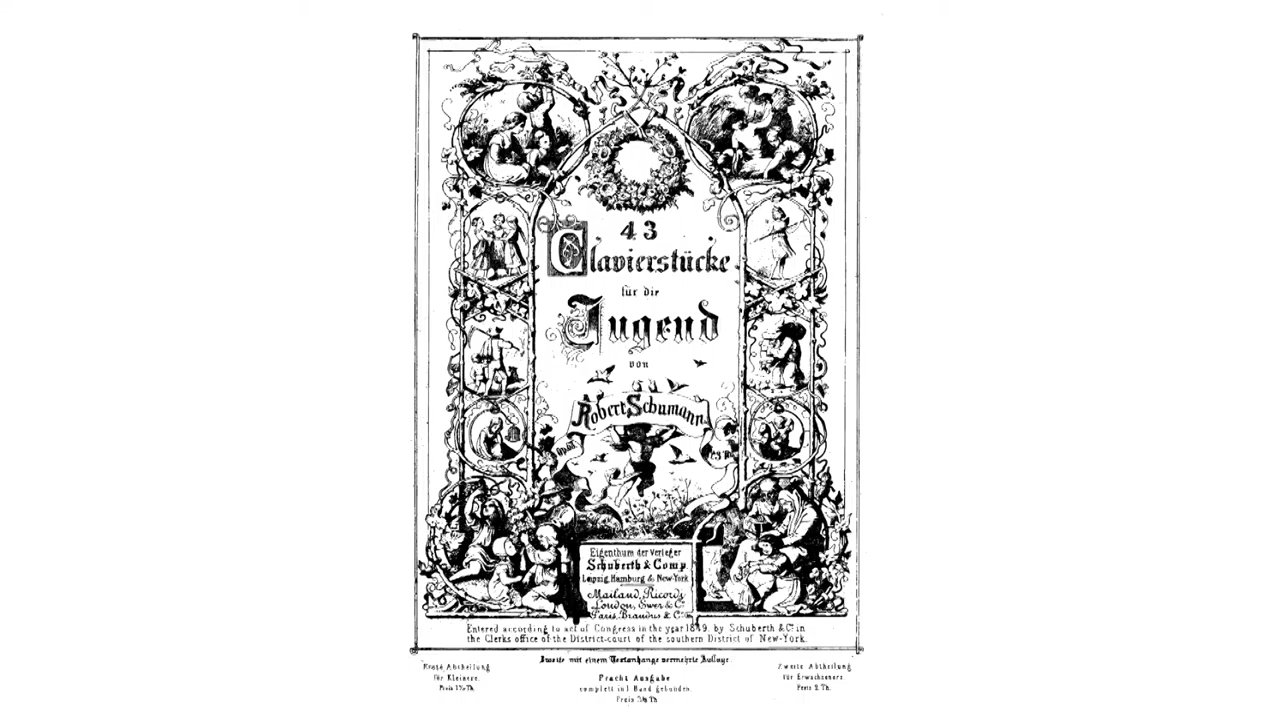 43
Clavierstücke
für die
Jugend
von
Robert Schumann.
Eigenthum der Verleger
Schuberth & Comp.
Leipzig, Hamburg & New-York
Mailand, Ricordi
London, Ewer & Cº
Paris, Brandus & Cº
Entered according to act of Congress in the year 1849. by Schuberth & Cº in
the Clerks office of the District-court of the southern District of New-York.
Zweite mit einem Textanhange vermehrte Auflage.
Erste Abtheilung
für Kleinere.
Zweite Abtheilung
für Erwachsenere
Preis 2 Th.
Pracht Ausgabe
complett in 1 Band gebunden.
Preis